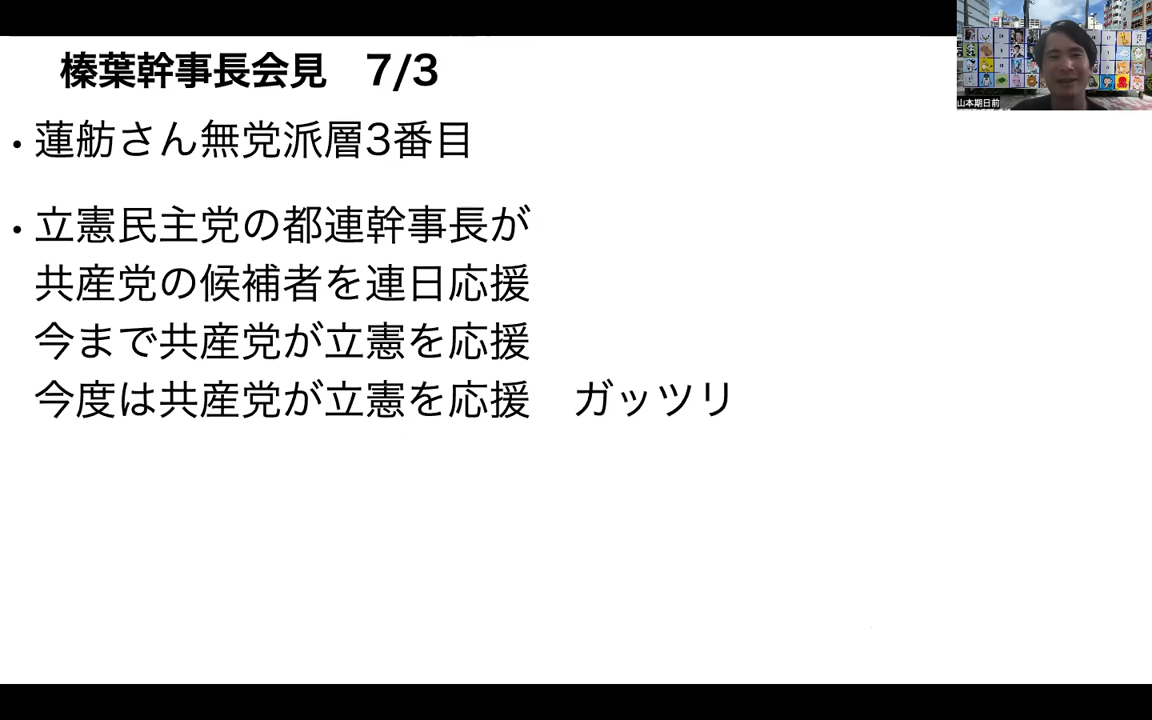 榛葉幹事長会見　7/3
・蓮舫さん無党派層3番目
・立憲民主党の都連幹事長が
共産党の候補者を連日応援
今まで共産党が立憲を応援
今度は共産党が立憲を応援　ガッツリ
山本期日前